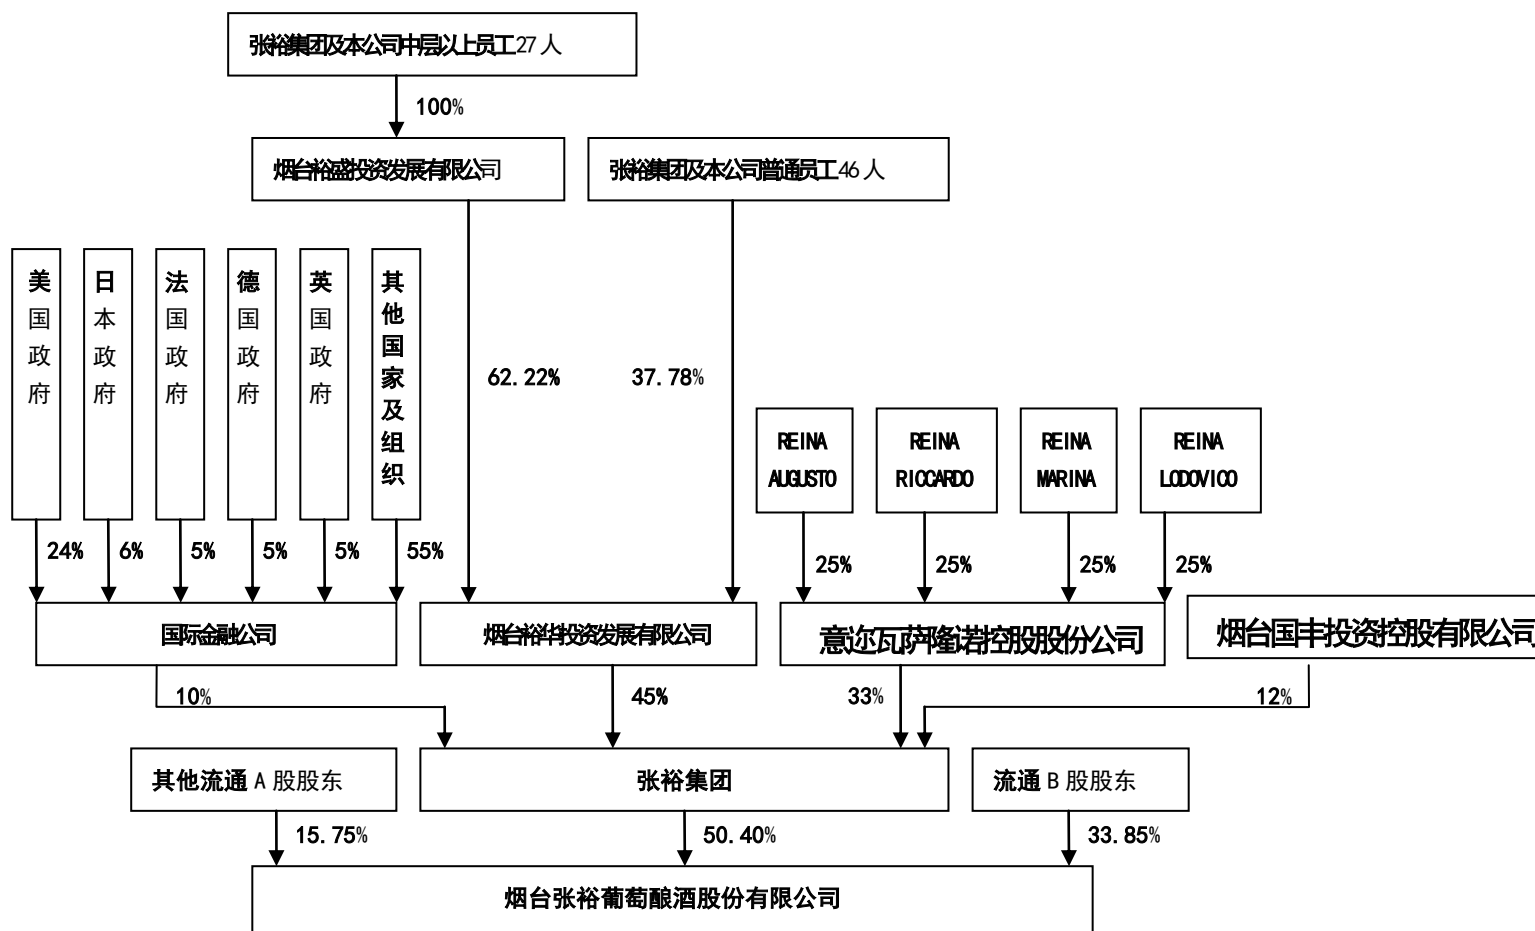 张裕集团及本公司中层以上员工27人
100%
烟台裕盛投资发展有限公司
张裕集团及本公司普通员工46人
美国政府
日本政府
法国政府
德国政府
英国政府
其他国家及组织
62.22%
37.78%
REINA
AUGUSTO
REINA
RICCARDO
REINA
MARINA
REINA
LODOVICO
24%
6%
5%
5%
5%
55%
25%
25%
25%
25%
国际金融公司
烟台裕华投资发展有限公司
意迩瓦萨隆诺控股股份公司
烟台国丰投资控股有限公司
10%
45%
33%
12%
其他流通A股股东
张裕集团
流通B股股东
15.75%
50.40%
33.85%
烟台张裕葡萄酿酒股份有限公司